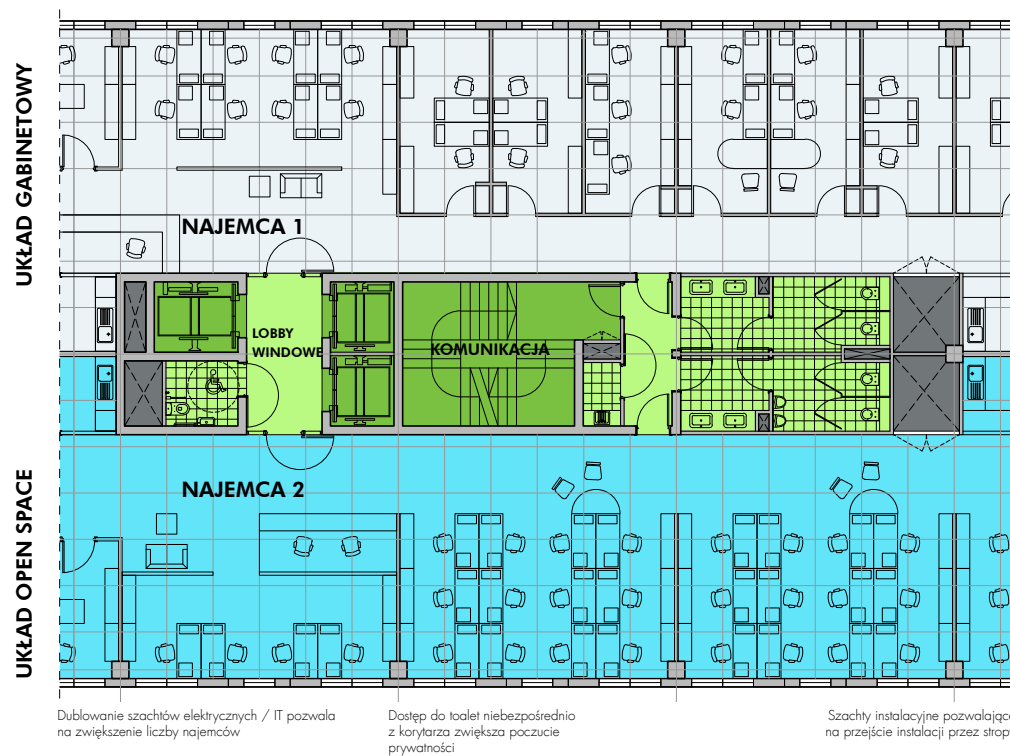 UKŁAD GABINETOWY
NAJEMCA 1
LOBBY
WINDOWE
KOMUNIKACJA
UKŁAD OPEN SPACE
NAJEMCA 2
Dublowanie szachtów elektrycznych / IT pozwala
na zwiększenie liczby najemców
Dostęp do toalet niebezpośrednio
z korytarza zwiększa poczucie
prywatności
Szachty instalacyjne pozwalające
na przejście instalacji przez strop